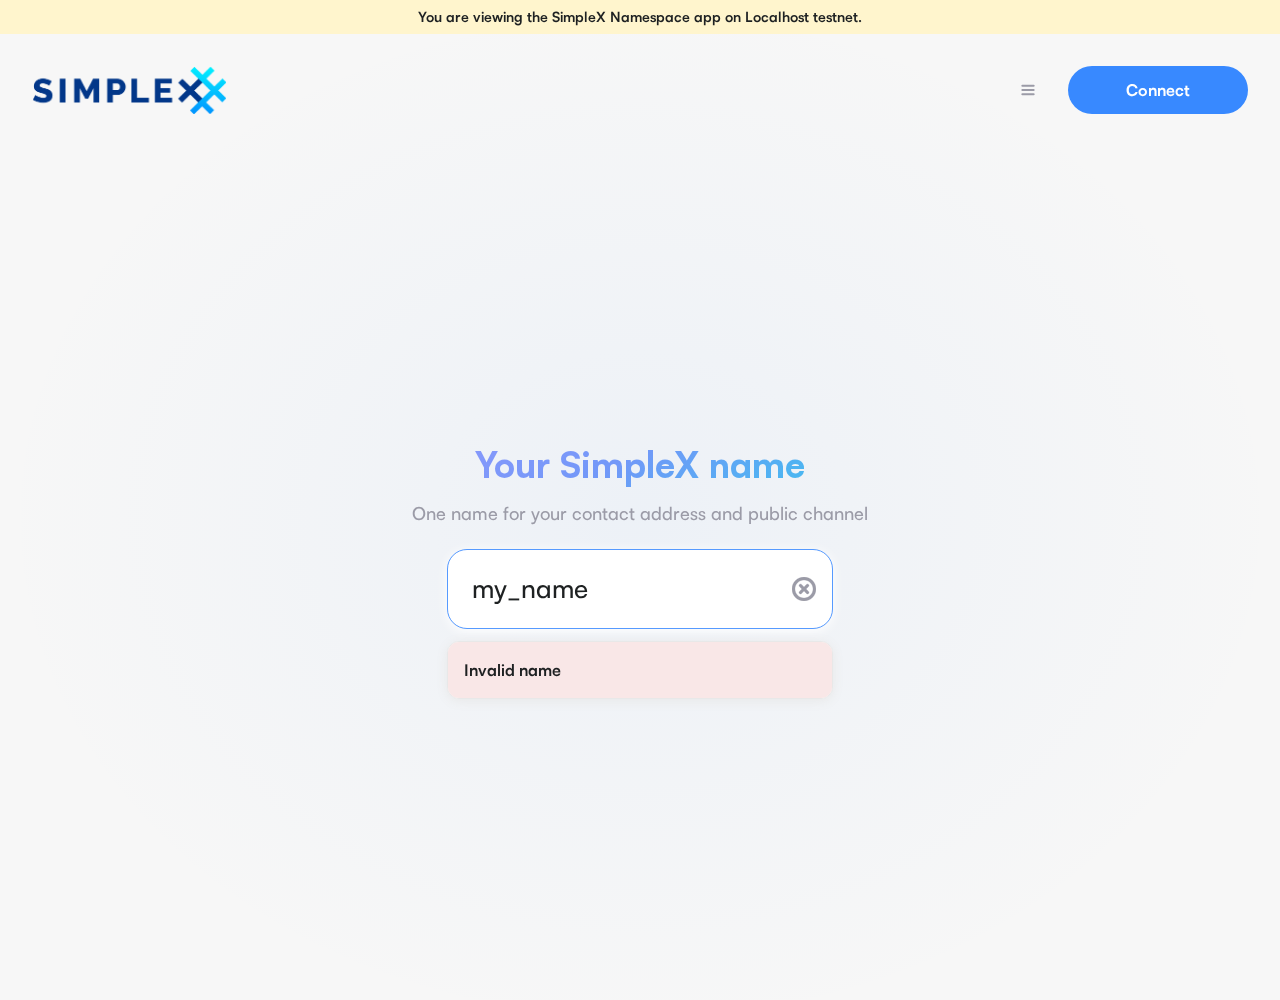 You are viewing the SimpleX Namespace app on Localhost testnet.
SIMPLEX
Connect
Your SimpleX name
One name for your contact address and public channel
my_name
Invalid name